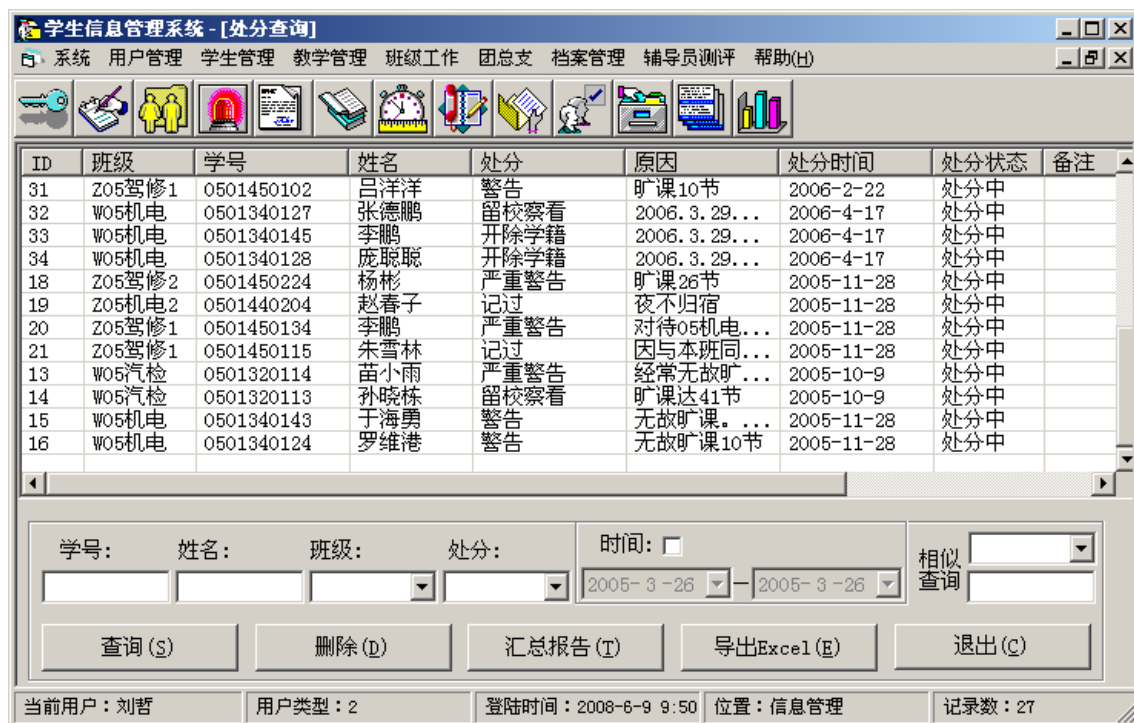 学生信息管理系统 - [处分查询]
系统 用户管理 学生管理 教学管理 班级工作 团总支 档案管理 辅导员测评 帮助(H)
ID 班级 学号 姓名 处分 原因 处分时间 处分状态 备注
31 Z05驾修1 0501450102 吕洋洋 警告 旷课10节 2006-2-22 处分中
32 W05机电 0501340127 张德鹏 留校察看 2006.3.29... 2006-4-17 处分中
33 W05机电 0501340145 李鹏 开除学籍 2006.3.29... 2006-4-17 处分中
34 W05机电 0501340128 庞聪聪 开除学籍 2006.3.29... 2006-4-17 处分中
18 Z05驾修2 0501450224 杨彬 严重警告 旷课26节 2005-11-28 处分中
19 Z05机电2 0501440204 赵春子 记过 夜不归宿 2005-11-28 处分中
20 Z05驾修1 0501450134 李鹏 严重警告 对待05机电... 2005-11-28 处分中
21 Z05驾修1 0501450115 朱雪林 记过 因与本班同... 2005-11-28 处分中
13 W05汽检 0501320114 苗小雨 严重警告 经常无故旷... 2005-10-9 处分中
14 W05汽检 0501320113 孙晓栋 留校察看 旷课达41节 2005-10-9 处分中
15 W05机电 0501340143 于海勇 警告 无故旷课。... 2005-11-28 处分中
16 W05机电 0501340124 罗维港 警告 无故旷课10节 2005-11-28 处分中
学号: 姓名: 班级: 处分: 时间:
相似
查询
2005- 3 -26 — 2005- 3 -26
查询(S) 删除(D) 汇总报告(T) 导出Excel(E) 退出(C)
当前用户：刘哲 用户类型：2 登陆时间：2008-6-9 9:50 位置：信息管理 记录数：27